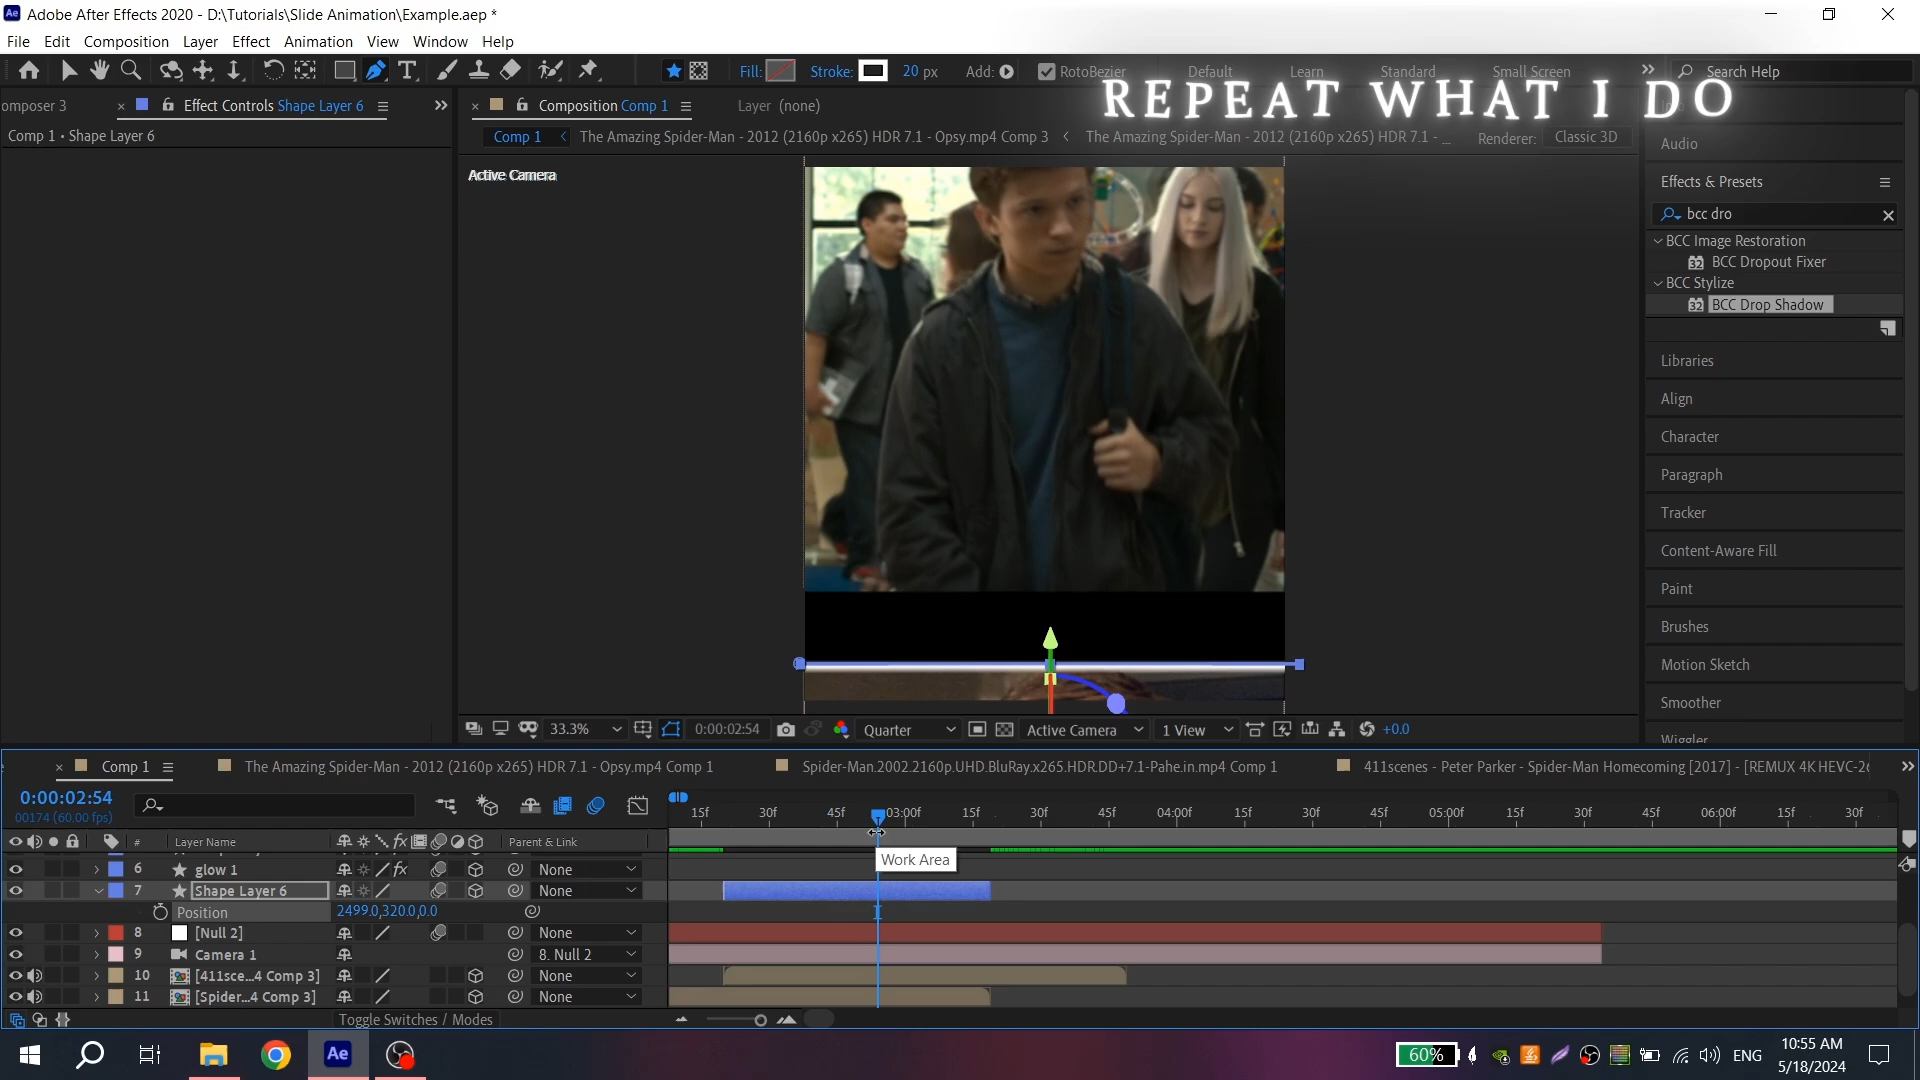 Ae Adobe After Effects 2020 - D:\Tutorials\Slide Animation\Example.aep *
File Edit Composition Layer Effect Animation View Window Help
Fill: Stroke: 20 px Add: RotoBezier Default Learn Standard Small Screen Search Help
REPEAT WHAT I DO
omposer 3 Effect Controls Shape Layer 6 Composition Comp 1 Layer (none)
Comp 1 • Shape Layer 6
Comp 1 The Amazing Spider-Man - 2012 (2160p x265) HDR 7.1 - Opsy.mp4 Comp 3 The Amazing Spider-Man - 2012 (2160p x265) HDR 7.1 - ... Renderer: Classic 3D
Active Camera
Audio
Effects & Presets
bcc dro
BCC Image Restoration
32 BCC Dropout Fixer
BCC Stylize
32 BCC Drop Shadow
Libraries
Align
Character
Paragraph
Tracker
Content-Aware Fill
Paint
Brushes
Motion Sketch
Smoother
Wiggler
33.3% 0:00:02:54 Quarter Active Camera 1 View +0.0
Comp 1 The Amazing Spider-Man - 2012 (2160p x265) HDR 7.1 - Opsy.mp4 Comp 1 Spider-Man.2002.2160p.UHD.BluRay.x265.HDR.DD+7.1-Pahe.in.mp4 Comp 1 411scenes - Peter Parker - Spider-Man Homecoming [2017] - [REMUX 4K HEVC-26
0:00:02:54
00174 (60.00 fps)
15f 30f 45f 03:00f 15f 30f 45f 04:00f 15f 30f 45f 05:00f 15f 30f 45f 06:00f 15f 30f
# Layer Name Parent & Link
Work Area
6 glow 1 None
7 Shape Layer 6 None
Position 2499.0,320.0,0.0
8 [Null 2] None
9 Camera 1 8. Null 2
10 [411sce...4 Comp 3] None
11 [Spider...4 Comp 3] None
Toggle Switches / Modes
Ae 60% ENG 10:55 AM
5/18/2024